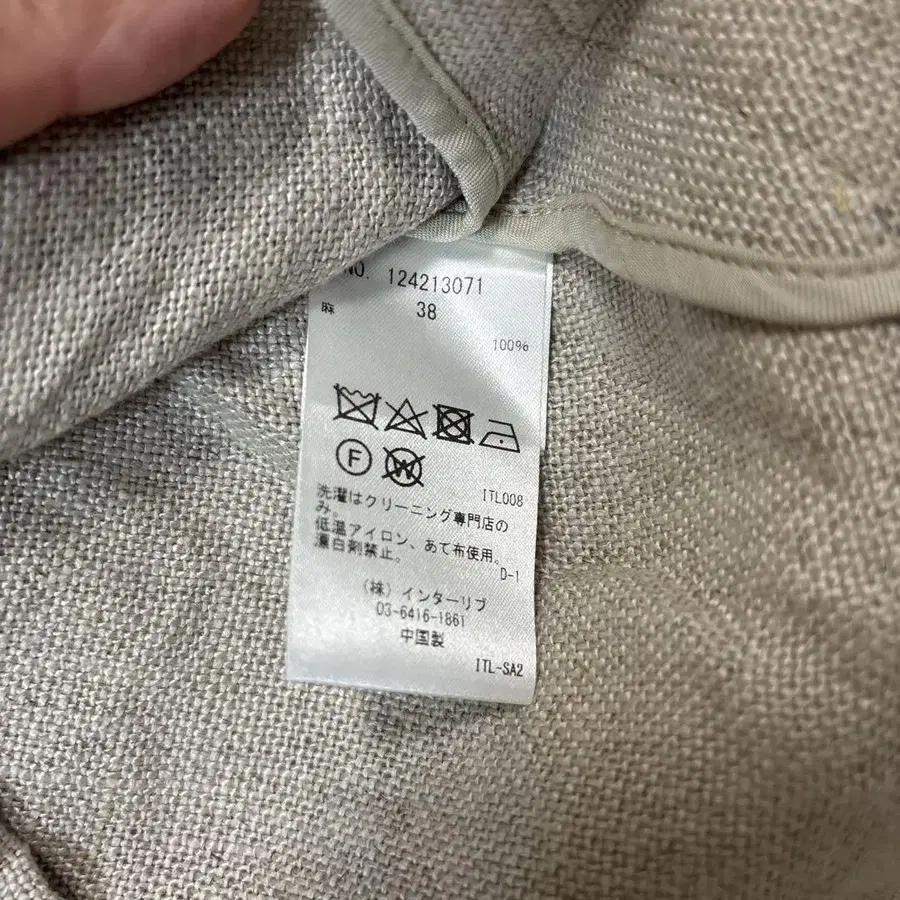 NO. 124213071
38
麻
100%
F
W
ITL008
洗濯はクリーニング専門店の
み。
低温アイロン、あて布使用。
漂白剤禁止。
D-1
(株) インターリブ
03-6416-1861
中国製
ITL-SA2